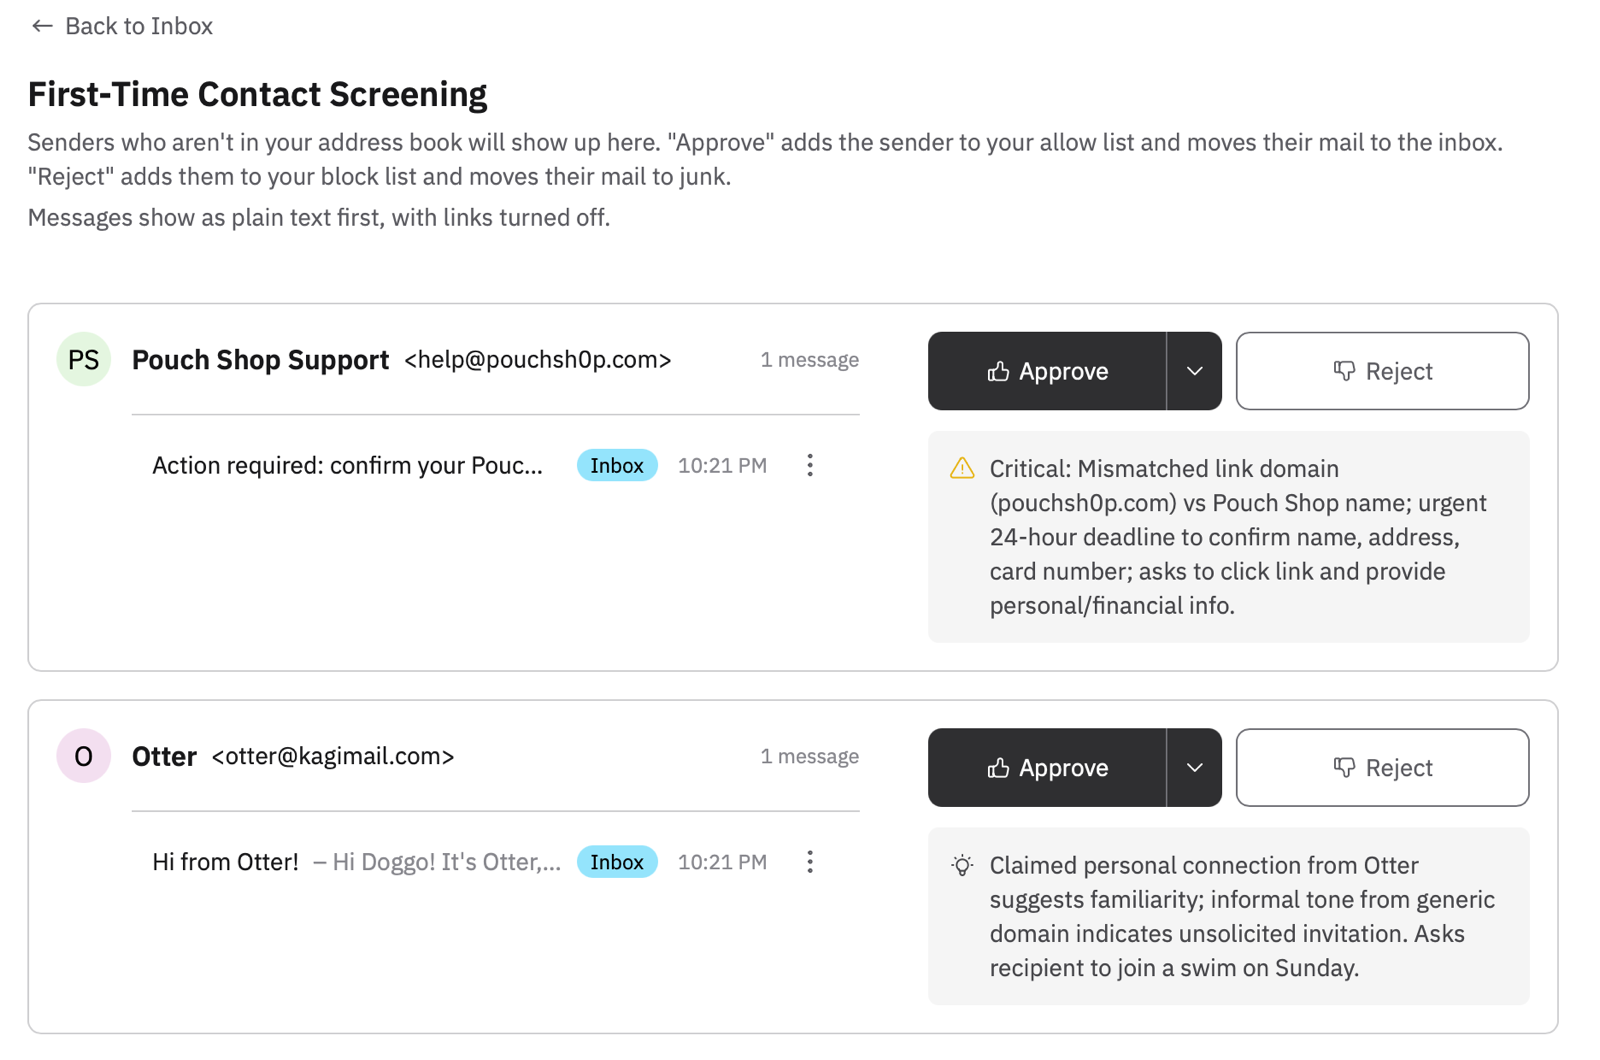 ← Back to Inbox
First-Time Contact Screening
Senders who aren't in your address book will show up here. "Approve" adds the sender to your allow list and moves their mail to the inbox.
"Reject" adds them to your block list and moves their mail to junk.
Messages show as plain text first, with links turned off.
PS
Pouch Shop Support <help@pouchsh0p.com>
1 message
Approve
Reject
Action required: confirm your Pouc...
Inbox
10:21 PM
Critical: Mismatched link domain
(pouchsh0p.com) vs Pouch Shop name; urgent
24-hour deadline to confirm name, address,
card number; asks to click link and provide
personal/financial info.
O
Otter <otter@kagimail.com>
1 message
Approve
Reject
Hi from Otter! – Hi Doggo! It's Otter,...
Inbox
10:21 PM
Claimed personal connection from Otter
suggests familiarity; informal tone from generic
domain indicates unsolicited invitation. Asks
recipient to join a swim on Sunday.